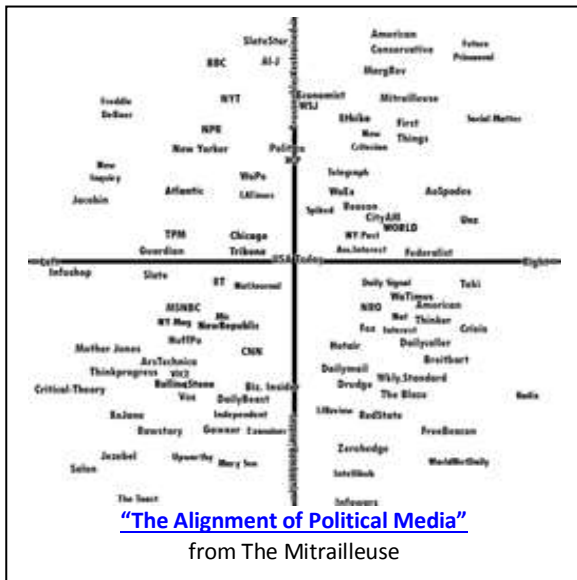 American
SlateStar
Conservative
Future
Primaeval
BBC
Al-J
MargRev
Economist
NYT
WSJ
Mitrailleuse
Freddie
DeBoer
Ethika
First
Social Matter
New
Things
NPR
Criterion
New Yorker
Politico
New
Inquiry
Telegraph
WaPo
Atlantic
LATimes
WaEx
AoSpades
Jacobin
Reason
Spiked
CityAM
Unz
WORLD
TPM
Chicago
NY Post
Guardian
Tribune
Am.Interest
Federalist
Left
USA Today
Right
Infoshop
Slate
RT
NatJournal
Daily Signal
Taki
WaTimes
MSNBC
NRO
American
Mo
NY Mag
NewRepublic
Nat
Thinker
Fox
Interest
Crisis
HuffPo
Mother Jones
Hotair
Dailycaller
CNN
ArsTechnica
Breitbart
Thinkprogress
VICE
Dailymail
Critical-Theory
RollingStone
Biz. Insider
Drudge
Wkly.Standard
Vox
DailyBeast
The Blaze
Radix
Independent
RedState
Rawstory
Gawker
Examiner
FreeBeacon
Jezebel
Upworthy
Mary Sue
Zerohedge
Salon
WorldNetDaily
Intellihub
The Toast
Infowars
“The Alignment of Political Media”
from The Mitrailleuse